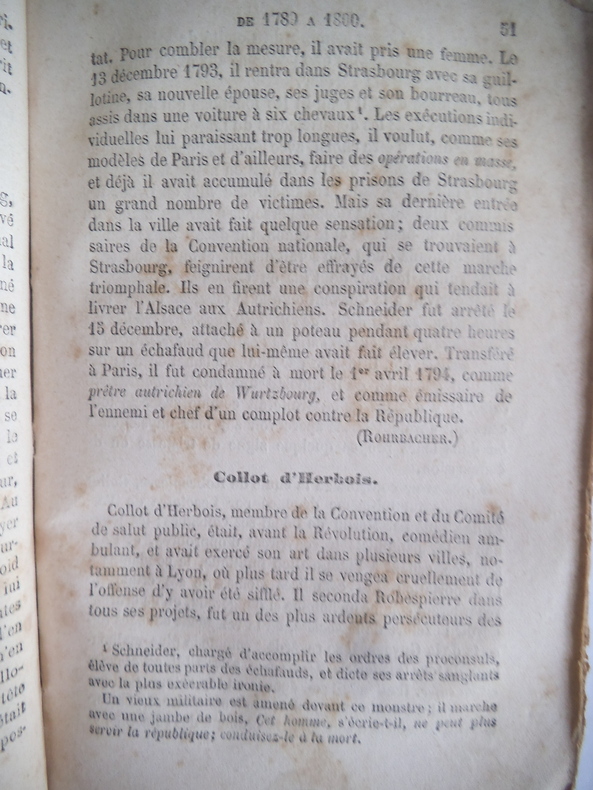 DE 1789 A 1800.
51
tat. Pour combler la mesure, il avait pris une femme. Le
13 décembre 1793, il rentra dans Strasbourg avec sa guil-
lotine, sa nouvelle épouse, ses juges et son bourreau, tous
assis dans une voiture à six chevaux¹. Les exécutions indi-
viduelles lui paraissant trop longues, il voulut, comme ses
modèles de Paris et d'ailleurs, faire des opérations en masse,
et déjà il avait accumulé dans les prisons de Strasbourg
un grand nombre de victimes. Mais sa dernière entrée
dans la ville avait fait quelque sensation; deux commis
saires de la Convention nationale, qui se trouvaient à
Strasbourg, feignirent d'être effrayés de cette marche
triomphale. Ils en firent une conspiration qui tendait à
livrer l'Alsace aux Autrichiens. Schneider fut arrêté le
15 décembre, attaché à un poteau pendant quatre heures
sur un échafaud que lui-même avait fait élever. Transféré
à Paris, il fut condamné à mort le 1er avril 1794, comme
prêtre autrichien de Wurtzbourg, et comme émissaire de
l'ennemi et chef d'un complot contre la République.
(ROHRBACHER.)
Collot d'Herbois.
Collot d'Herbois, membre de la Convention et du Comité
de salut public, était, avant la Révolution, comédien am-
bulant, et avait exercé son art dans plusieurs villes, no-
tamment à Lyon, où plus tard il se vengea cruellement de
l'offense d'y avoir été sifflé. Il seconda Robespierre dans
tous ses projets, fut un des plus ardents persécuteurs des
¹ Schneider, chargé d'accomplir les ordres des proconsuls,
élève de toutes parts des échafauds, et dicte ses arrêts sanglants
avec la plus exécrable ironie.
Un vieux militaire est amené devant ce monstre; il marche
avec une jambe de bois, Cet homme, s'écrie-t-il, ne peut plus
servir la république; conduisez-le à la mort.